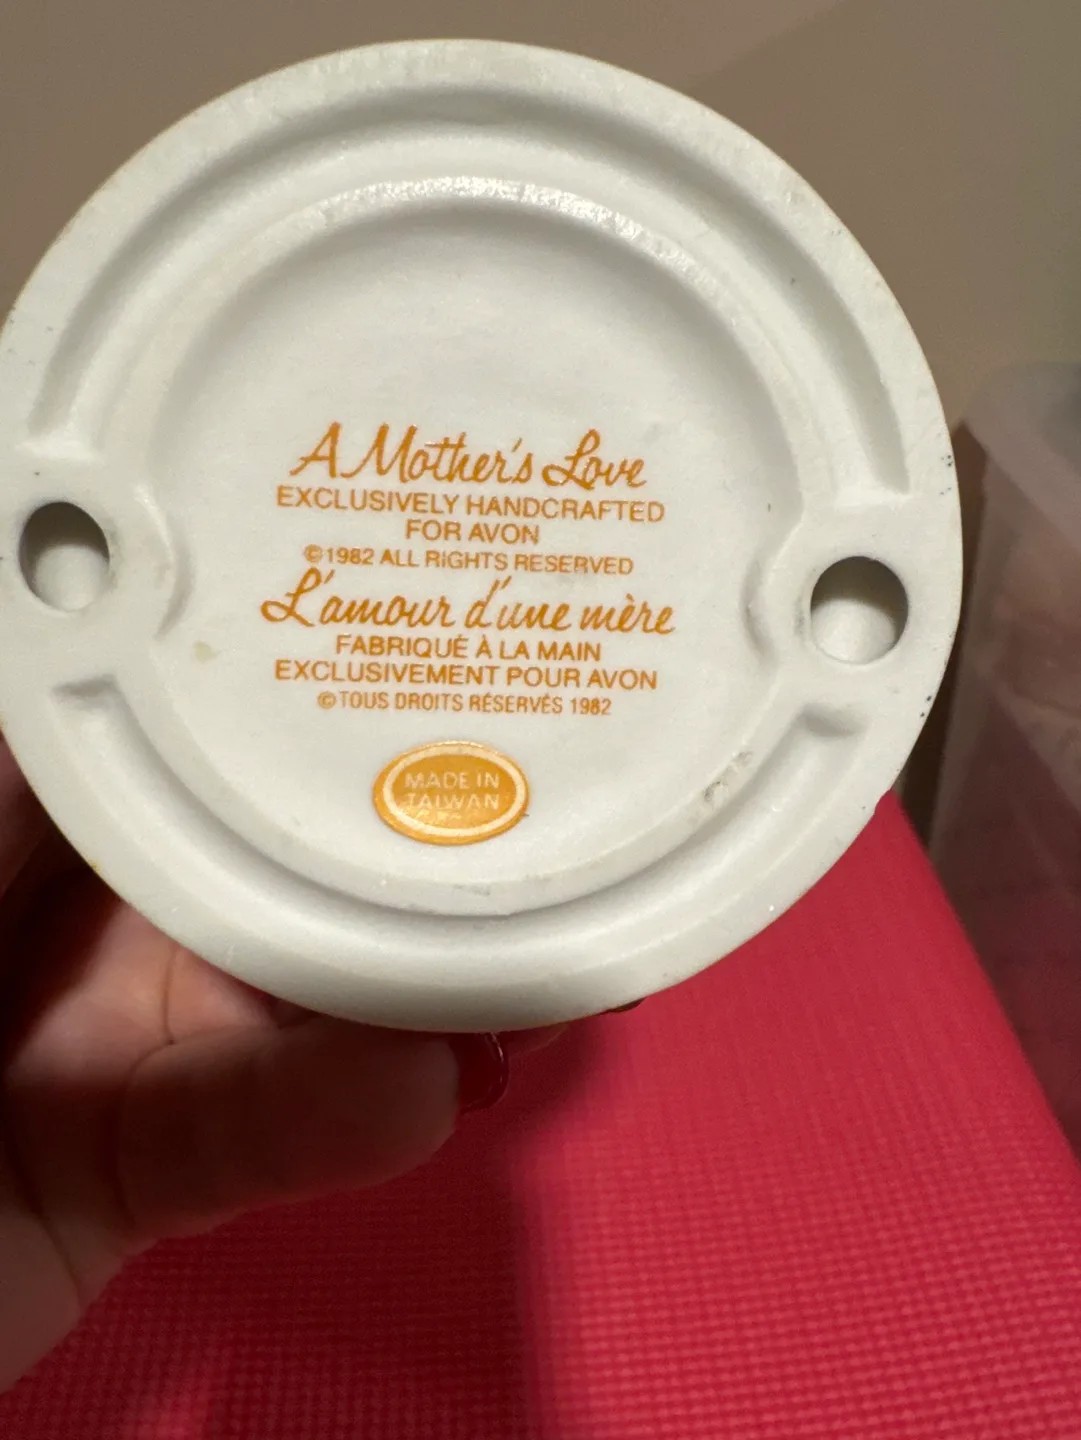 A Mother's Love
EXCLUSIVELY HANDCRAFTED
FOR AVON
©1982 ALL RIGHTS RESERVED
L'amour d'une mère
FABRIQUÉ À LA MAIN
EXCLUSIVEMENT POUR AVON
©TOUS DROITS RÉSERVÉS 1982
MADE IN
TAIWAN